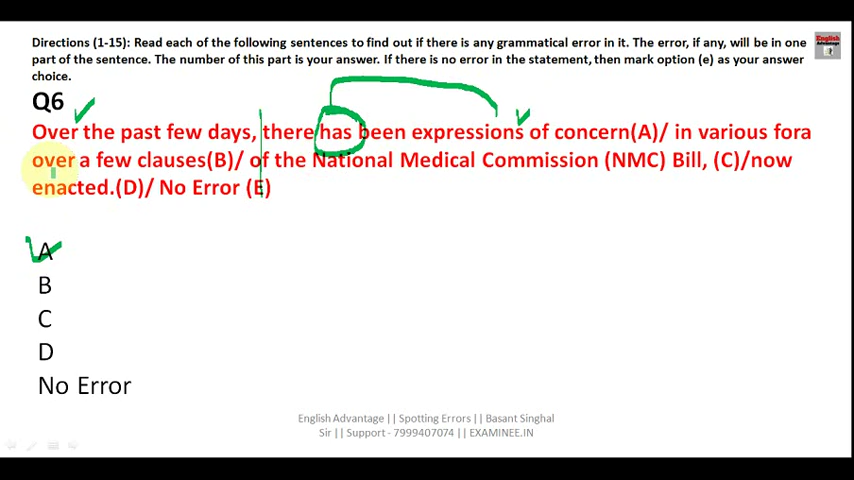 Directions (1-15): Read each of the following sentences to find out if there is any grammatical error in it. The error, if any, will be in one
part of the sentence. The number of this part is your answer. If there is no error in the statement, then mark option (e) as your answer
choice.
English
Advantage
Q6
Over the past few days, there has been expressions of concern(A)/ in various fora
over a few clauses(B)/ of the National Medical Commission (NMC) Bill, (C)/now
enacted.(D)/ No Error (E)
A
B
C
D
No Error
English Advantage || Spotting Errors || Basant Singhal
Sir || Support - 7999407074 || EXAMINEE.IN